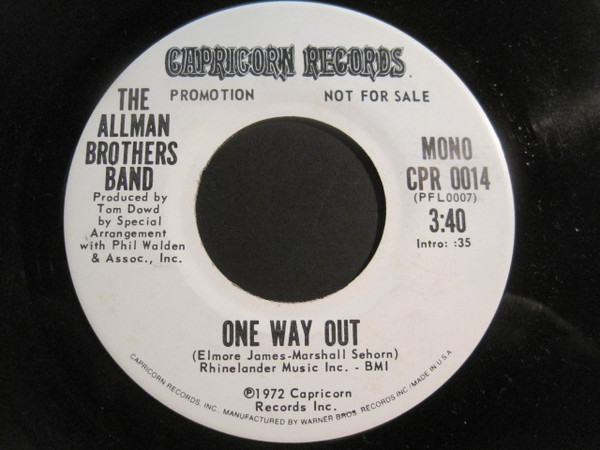 CAPRICORN RECORDS.
PROMOTION NOT FOR SALE
THE
ALLMAN
BROTHERS
BAND
Produced by
Tom Dowd
by Special
Arrangement
with Phil Walden
& Assoc., Inc.
MONO
CPR 0014
(PFL0007)
3:40
Intro: :35
ONE WAY OUT
(Elmore James-Marshall Sehorn)
Rhinelander Music Inc. - BMI
℗1972 Capricorn
Records Inc.
CAPRICORN RECORDS, INC., MANUFACTURED BY WARNER BROS. RECORDS INC./MADE IN U.S.A